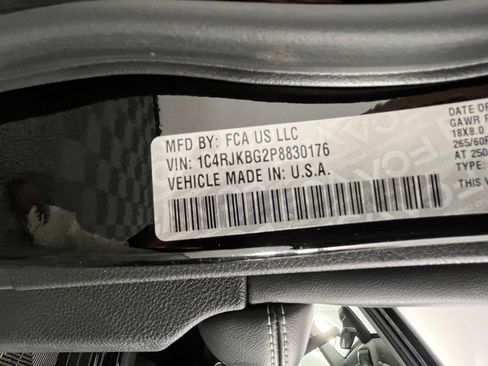 MFD BY: FCA US LLC
VIN: 1C4RJKBG2P8830176
VEHICLE MADE IN: U.S.A.
DATE OF
GAWR F
18X8.0
265/60R
AT 250
TYPE:
THIS V